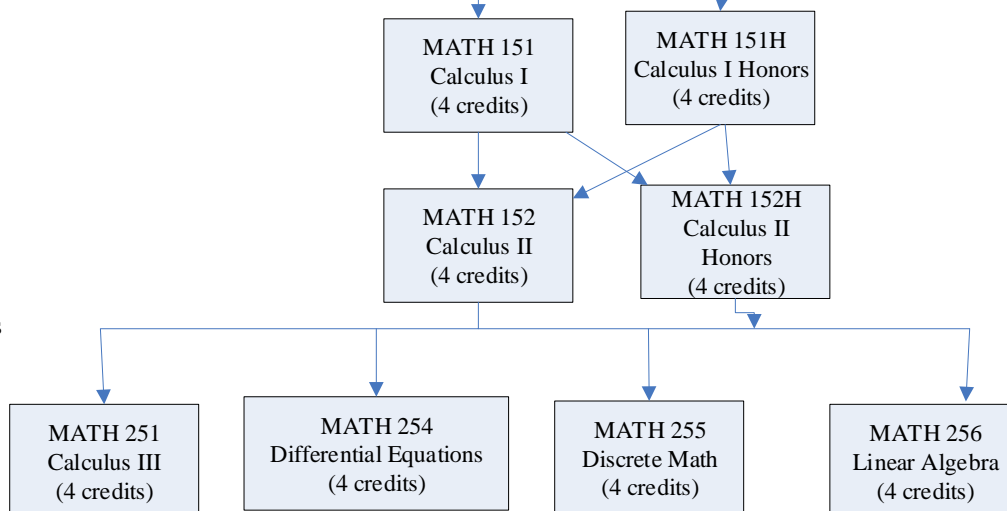 MATH 151
Calculus I
(4 credits)
MATH 151H
Calculus I Honors
(4 credits)
MATH 152
Calculus II
(4 credits)
MATH 152H
Calculus II
Honors
(4 credits)
s
MATH 251
Calculus III
(4 credits)
MATH 254
Differential Equations
(4 credits)
MATH 255
Discrete Math
(4 credits)
MATH 256
Linear Algebra
(4 credits)